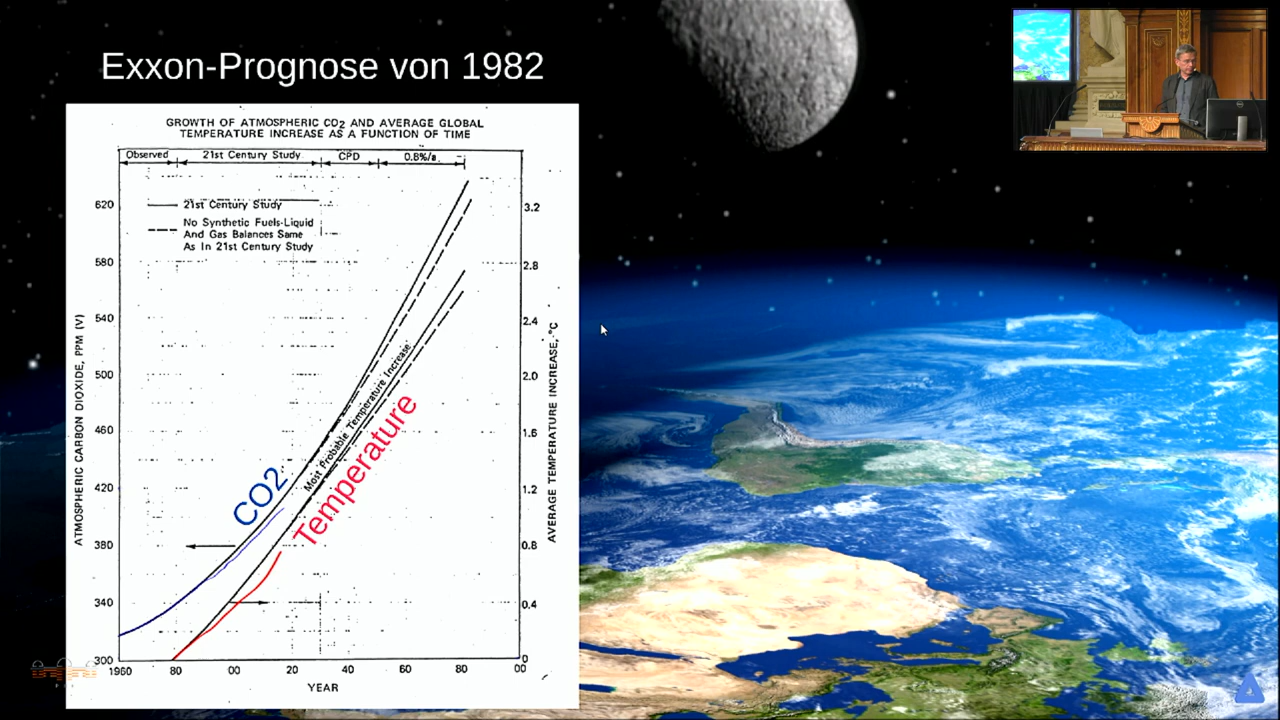 Exxon-Prognose von 1982
GROWTH OF ATMOSPHERIC CO2 AND AVERAGE GLOBAL
TEMPERATURE INCREASE AS A FUNCTION OF TIME
Observed 21st Century Study CPD 0.8%/a
21st Century Study
No Synthetic Fuels-Liquid
And Gas Balances Same
As In 21st Century Study
620
580
540
500
460
420
380
340
300
ATMOSPHERIC CARBON DIOXIDE, PPM (V)
3.2
2.8
2.4
2.0
1.6
1.2
0.8
0.4
0
AVERAGE TEMPERATURE INCREASE, °C
Most Probable Temperature Increase
CO2
Temperature
1960 80 00 20 40 60 80 00
YEAR